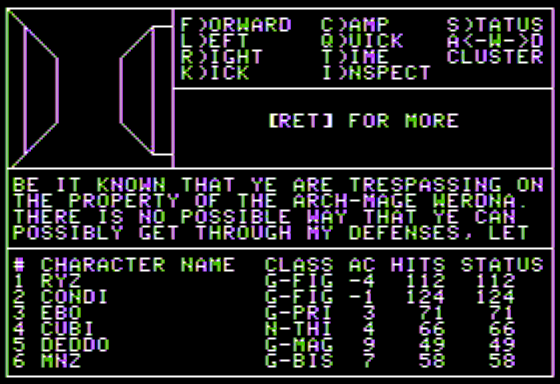 F)ORWARD C)AMP S)TATUS
L)EFT Q)UICK A<-W->D
R)IGHT T)IME CLUSTER
K)ICK I)NSPECT
[RET] FOR MORE
BE IT KNOWN THAT YE ARE TRESPASSING ON
THE PROPERTY OF THE ARCH-MAGE WERDNA.
THERE IS NO POSSIBLE WAY THAT YE CAN
POSSIBLY GET THROUGH MY DEFENSES, LET
# CHARACTER NAME CLASS AC HITS STATUS
1 RYZ G-FIG -4 112 112
2 CONDI G-FIG -1 124 124
3 EBO G-PRI 3 71 71
4 CUBI N-THI 4 66 66
5 DEDDO G-MAG 9 49 49
6 MNZ G-BIS 7 58 58